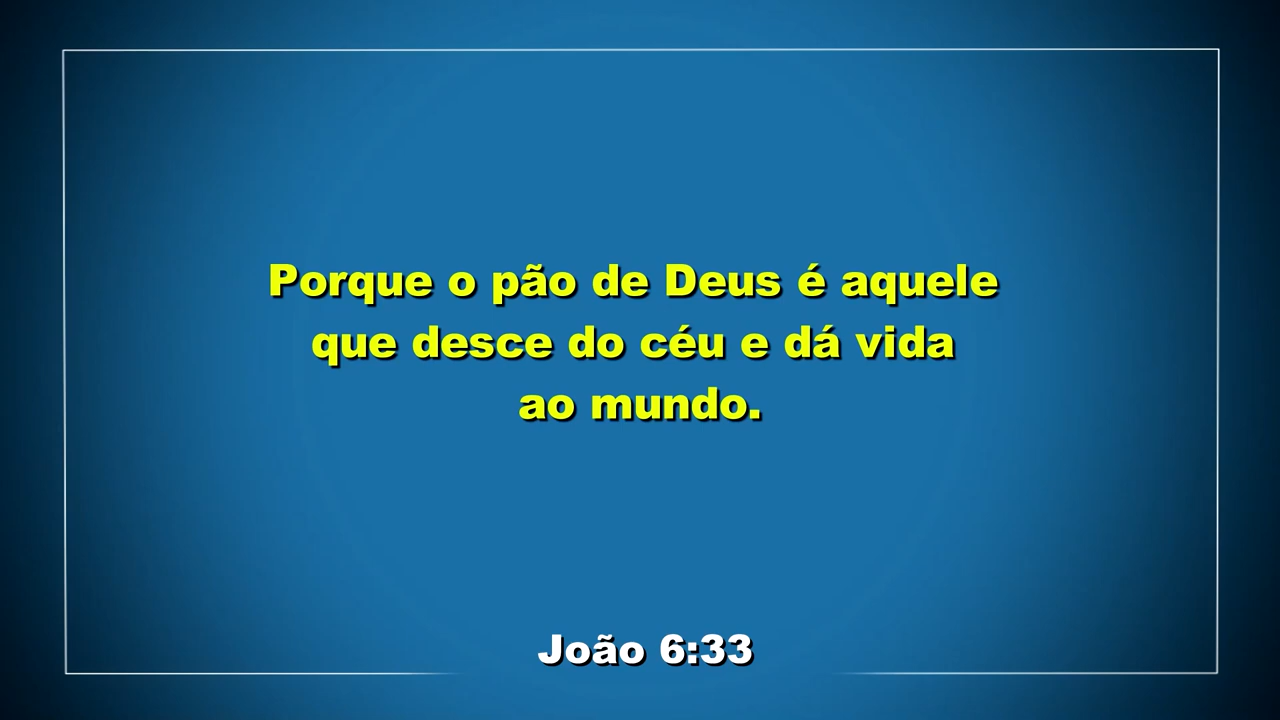 Porque o pão de Deus é aquele
que desce do céu e dá vida
ao mundo.
João 6:33